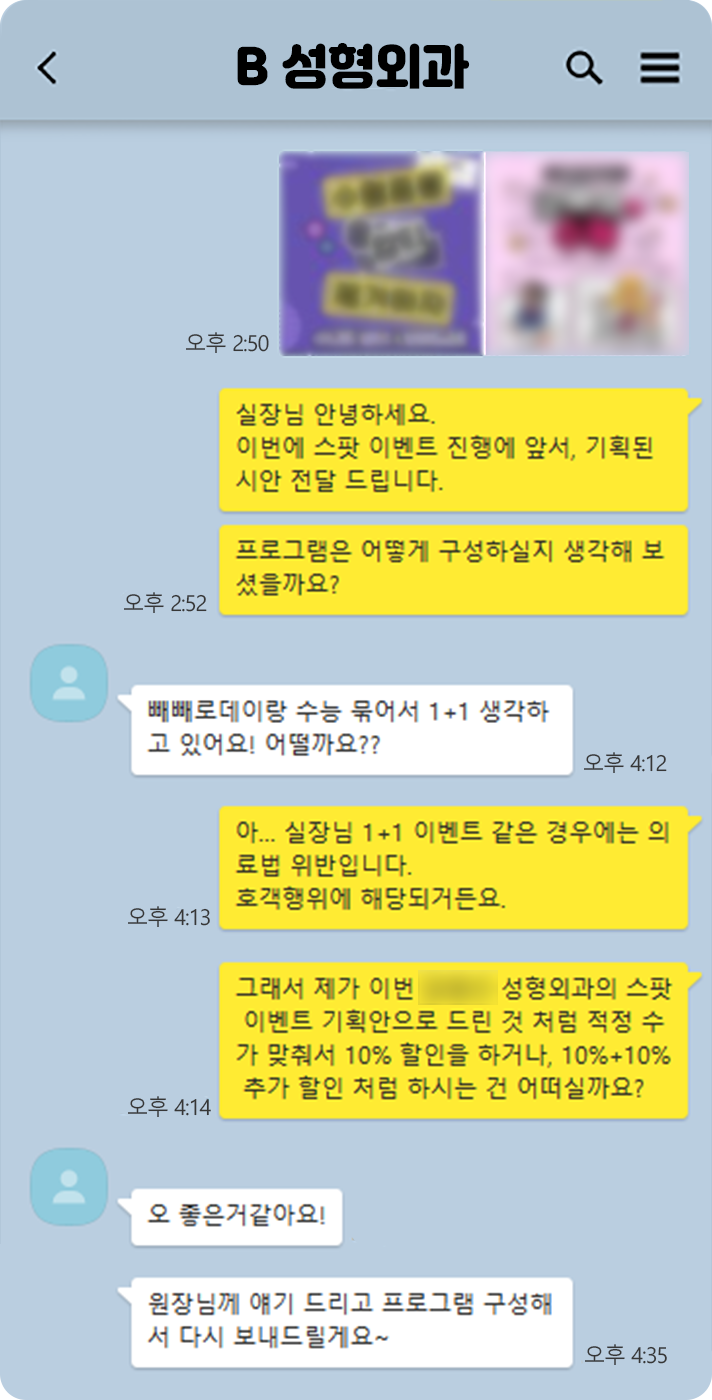 B 성형외과
오후 2:50
실장님 안녕하세요.
이번에 스팟 이벤트 진행에 앞서, 기획된
시안 전달 드립니다.
프로그램은 어떻게 구성하실지 생각해 보
셨을까요?
오후 2:52
빼빼로데이랑 수능 묶어서 1+1 생각하
고 있어요! 어떨까요??
오후 4:12
아... 실장님 1+1 이벤트 같은 경우에는 의
료법 위반입니다.
호객행위에 해당되거든요.
오후 4:13
그래서 제가 이번 성형외과의 스팟
이벤트 기획안으로 드린 것 처럼 적정 수
가 맞춰서 10% 할인을 하거나, 10%+10%
추가 할인 처럼 하시는 건 어떠실까요?
오후 4:14
오 좋은거같아요!
원장님께 얘기 드리고 프로그램 구성해
서 다시 보내드릴게요~
오후 4:35